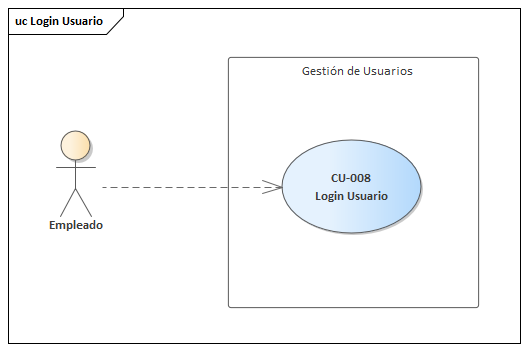 uc Login Usuario
Gestión de Usuarios
CU-008
Login Usuario
Empleado